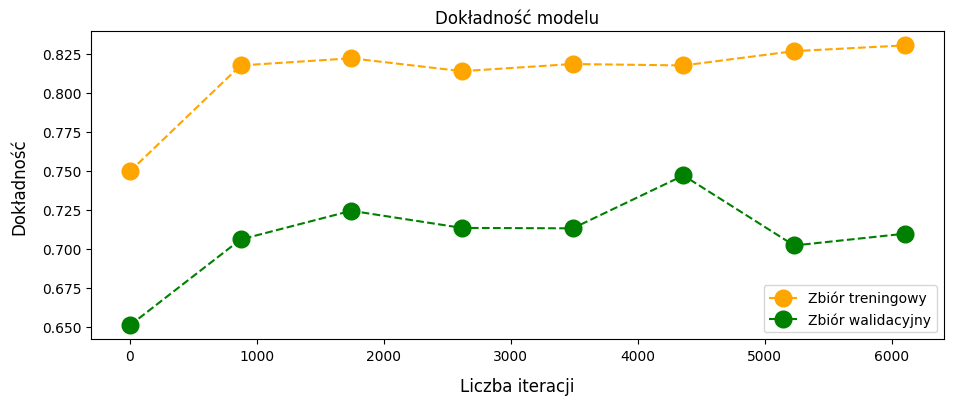 Dokładność modelu
Dokładność
0.825
0.800
0.775
0.750
0.725
0.700
0.675
0.650
0 1000 2000 3000 4000 5000 6000
Liczba iteracji
Zbiór treningowy
Zbiór walidacyjny